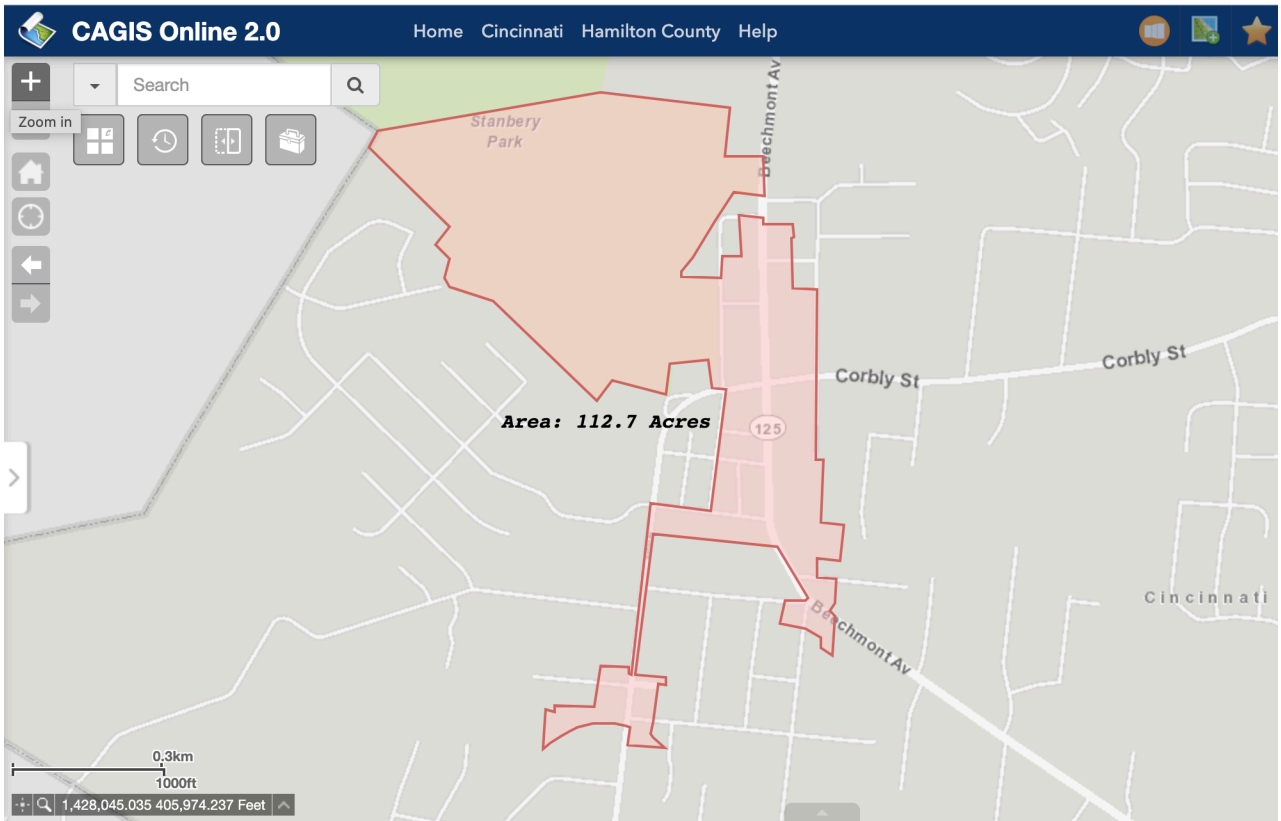 CAGIS Online 2.0
Home Cincinnati Hamilton County Help
Search
Zoom in
Stanbery
Park
Beechmont Av
Corbly St
Corbly St
Area: 112.7 Acres
125
Cincinnati
Beechmont Av
0.3km
1000ft
1,428,045.035 405,974.237 Feet